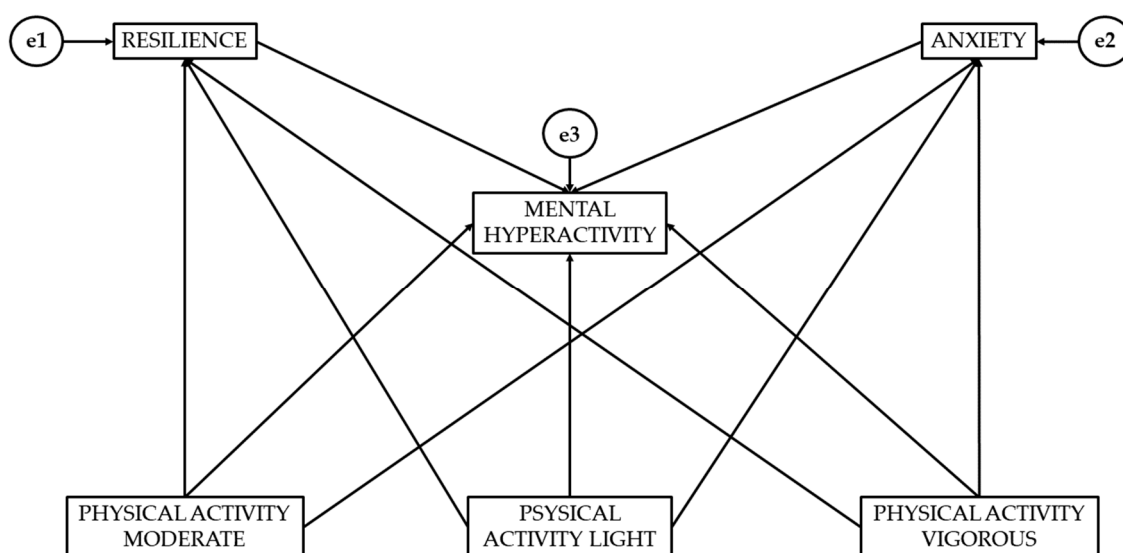 e1
RESILIENCE
ANXIETY
e2
e3
MENTAL
HYPERACTIVITY
PHYSICAL ACTIVITY
MODERATE
PSYSICAL
ACTIVITY LIGHT
PHYSICAL ACTIVITY
VIGOROUS